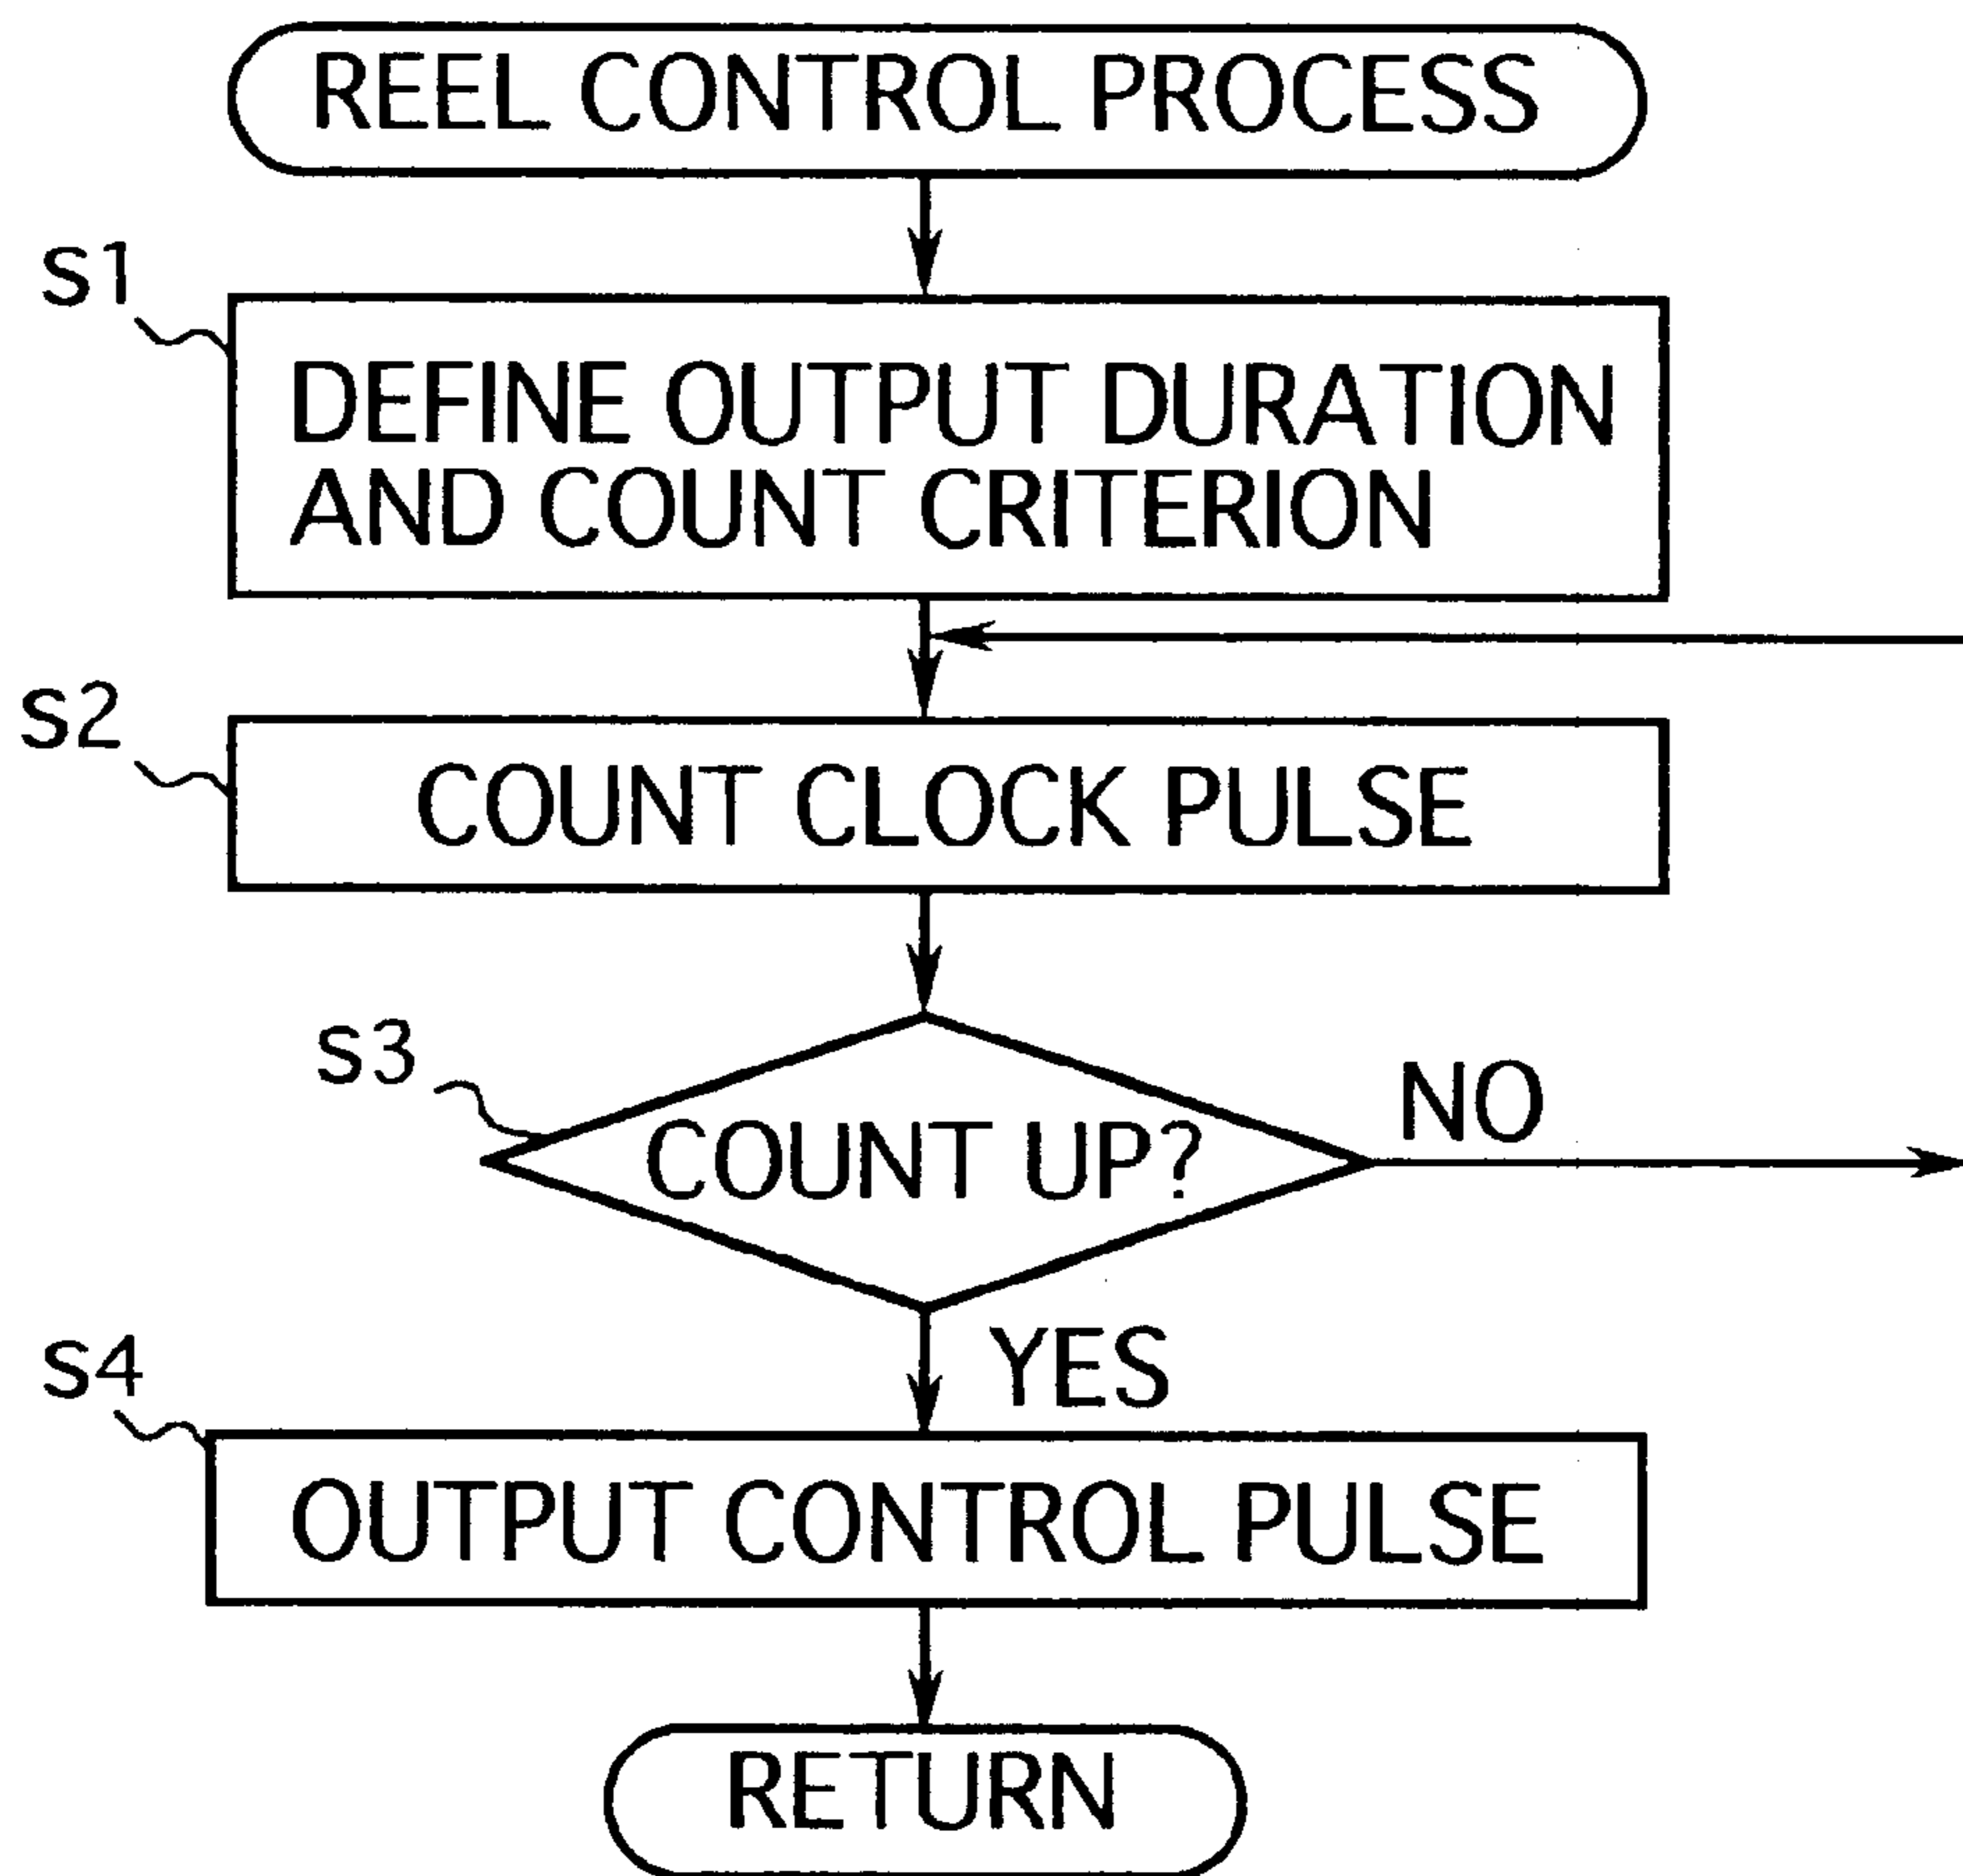 REEL CONTROL PROCESS
s1
DEFINE OUTPUT DURATION
AND COUNT CRITERION
s2
COUNT CLOCK PULSE
s3
COUNT UP?
NO
YES
s4
OUTPUT CONTROL PULSE
RETURN